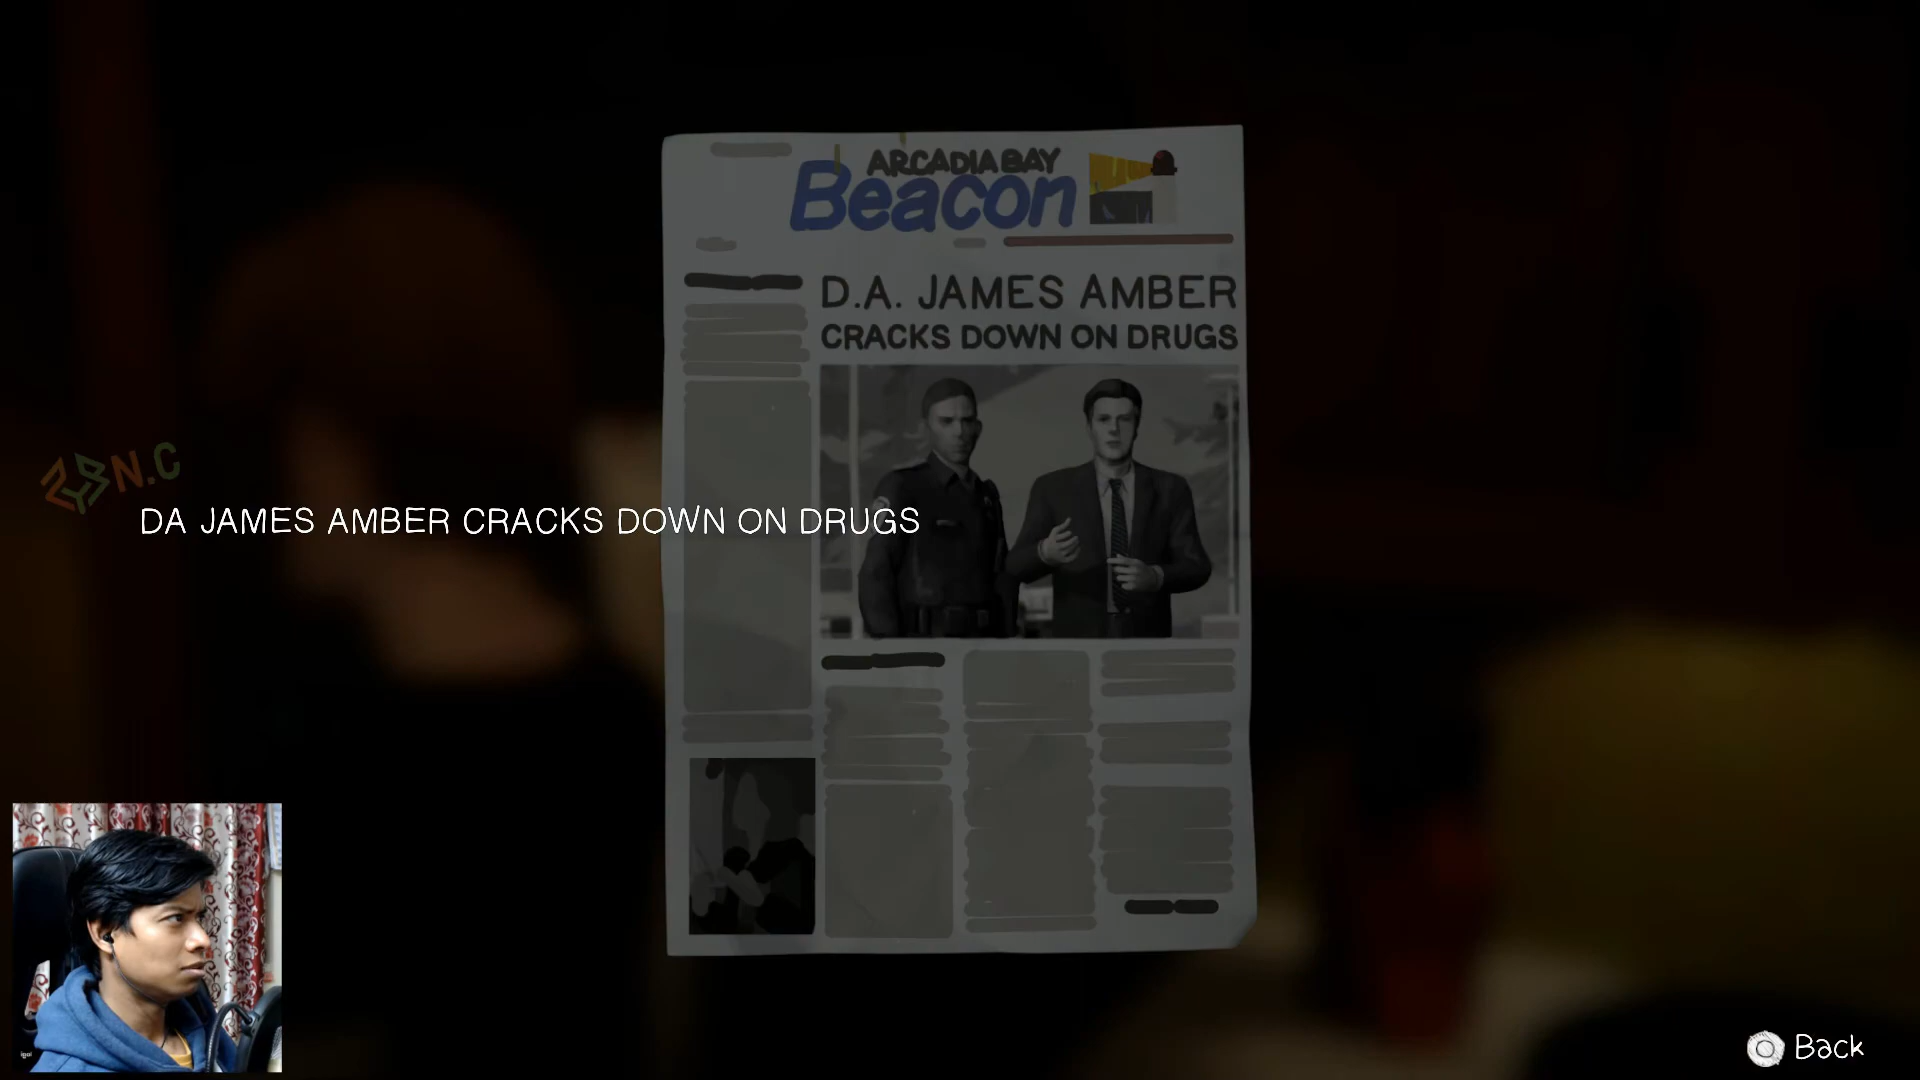 ARCADIA BAY
Beacon
D.A. JAMES AMBER
CRACKS DOWN ON DRUGS
N.C
DA JAMES AMBER CRACKS DOWN ON DRUGS
Back